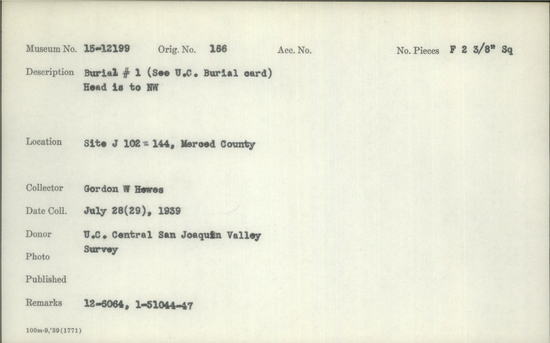 Museum No. 15-12199 Orig. No. 186 Acc. No. No. Pieces F 2 3/8" Sq
Description Burial # 1 (See U.C. Burial card)
Head is to NW
Location Site J 102 = 144, Merced County
Collector Gordon W Hewes
Date Coll. July 28(29), 1939
Donor U.C. Central San Joaquin Valley
Survey
Photo
Published
Remarks 12-6064, 1-51044-47
100m-9,'39(1771)